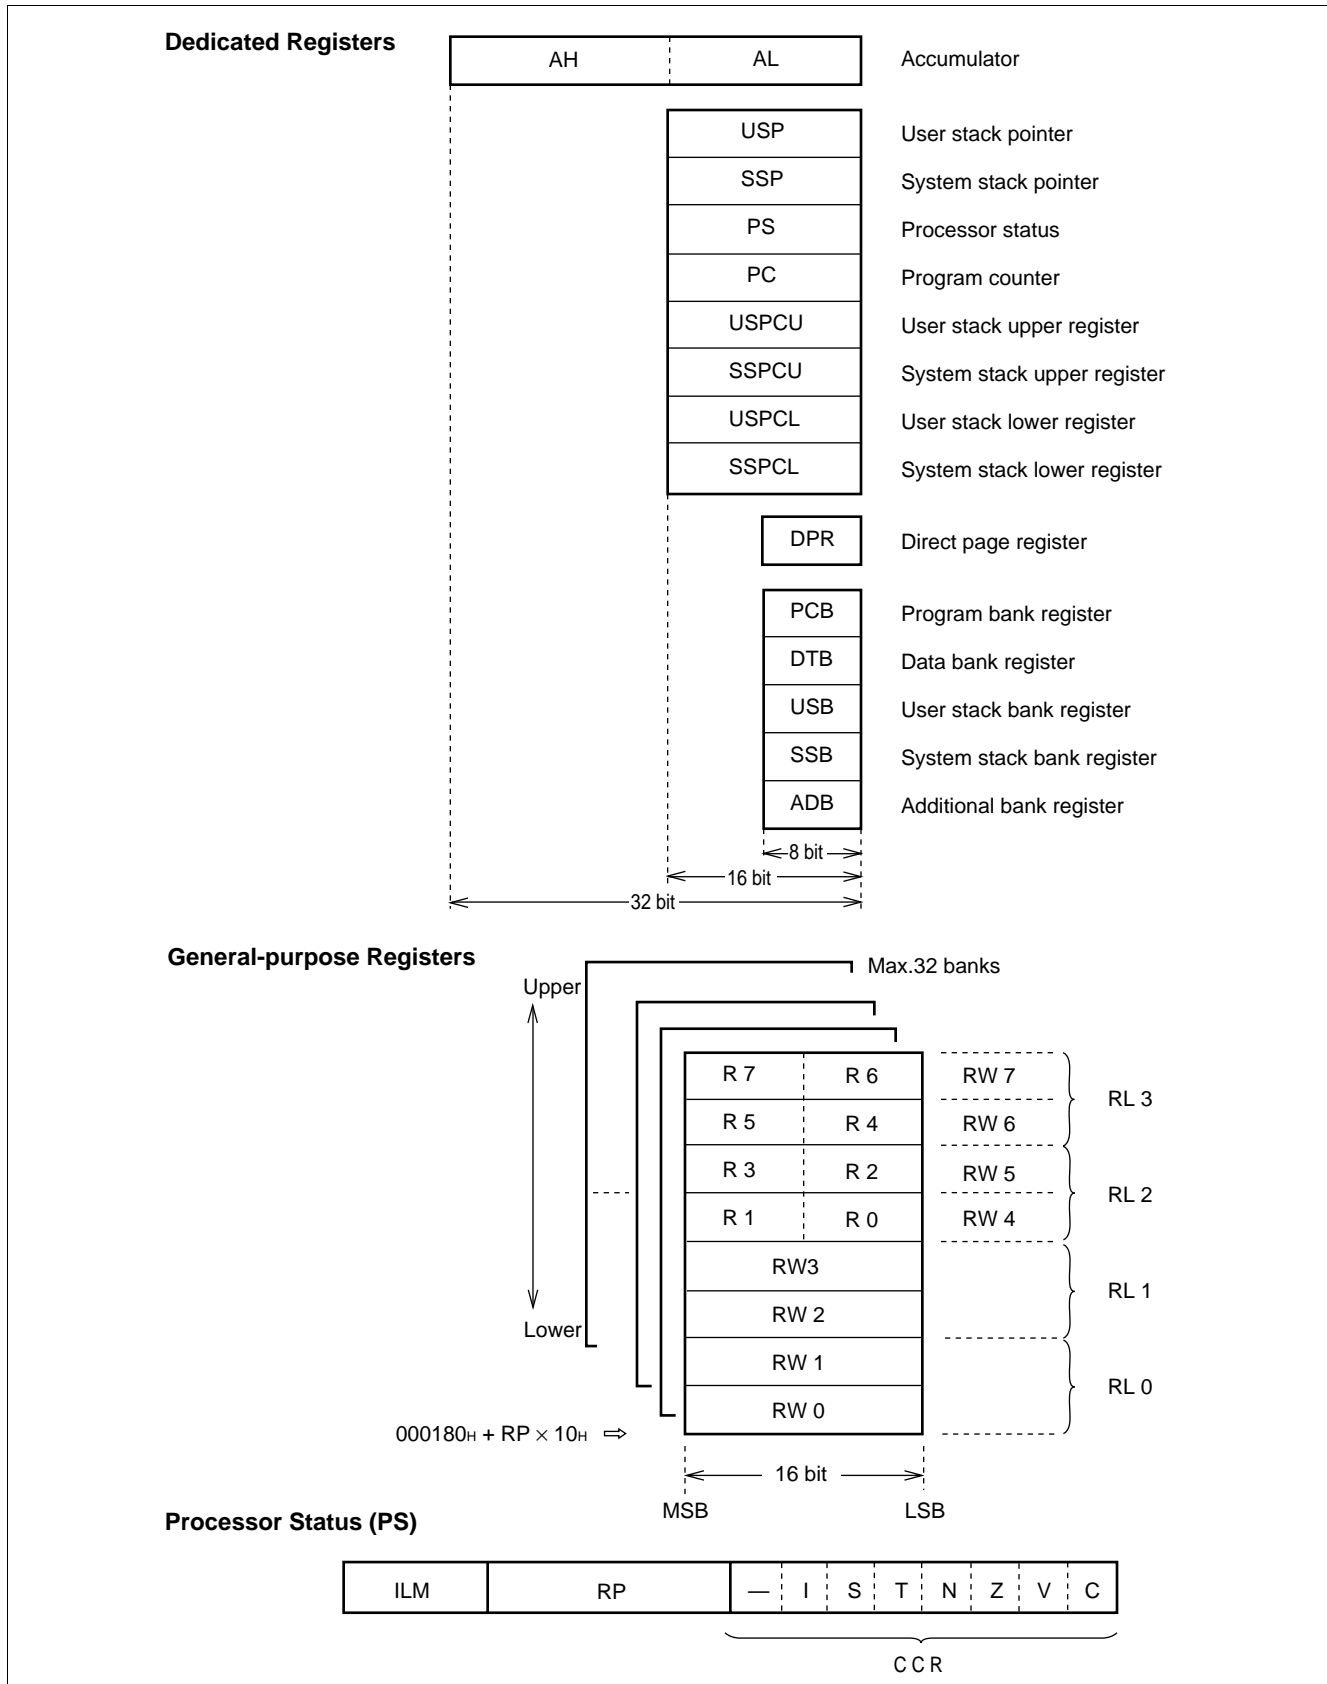 Dedicated Registers
AH AL Accumulator
USP User stack pointer
SSP System stack pointer
PS Processor status
PC Program counter
USPCU User stack upper register
SSPCU System stack upper register
USPCL User stack lower register
SSPCL System stack lower register
DPR Direct page register
PCB Program bank register
DTB Data bank register
USB User stack bank register
SSB System stack bank register
ADB Additional bank register
8 bit
16 bit
32 bit
General-purpose Registers
Max.32 banks
Upper
R 7 R 6 RW 7
RL 3
R 5 R 4 RW 6
R 3 R 2 RW 5
RL 2
R 1 R 0 RW 4
RW3
RL 1
RW 2
Lower
RW 1
RL 0
RW 0
000180H + RP × 10H ⇨
16 bit
MSB LSB
Processor Status (PS)
ILM RP — I S T N Z V C
CCR